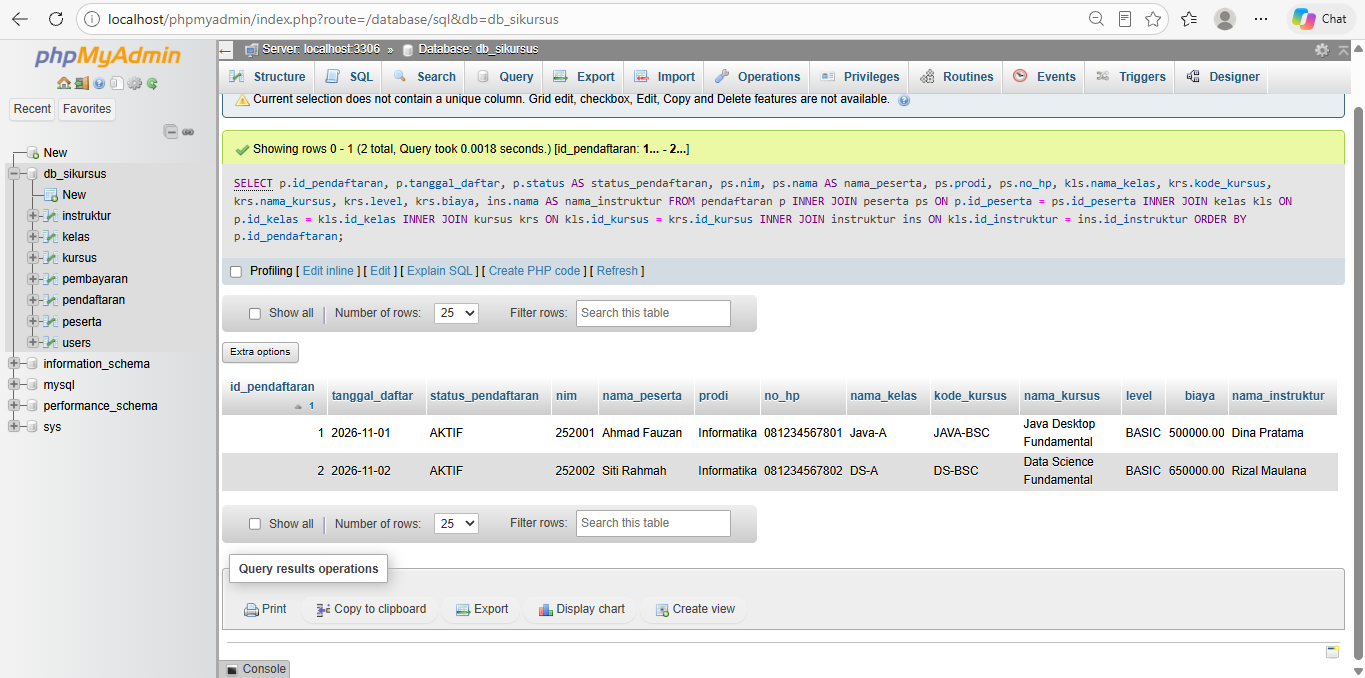 localhost/phpmyadmin/index.php?route=/database/sql&db=db_sikursus
Chat
phpMyAdmin
Recent
Favorites
New
db_sikursus
New
instruktur
kelas
kursus
pembayaran
pendaftaran
peserta
users
information_schema
mysql
performance_schema
sys
Server: localhost:3306 » Database: db_sikursus
Structure SQL Search Query Export Import Operations Privileges Routines Events Triggers Designer
Current selection does not contain a unique column. Grid edit, checkbox, Edit, Copy and Delete features are not available.
Showing rows 0 - 1 (2 total, Query took 0.0018 seconds.) [id_pendaftaran: 1... - 2...]
SELECT p.id_pendaftaran, p.tanggal_daftar, p.status AS status_pendaftaran, ps.nim, ps.nama AS nama_peserta, ps.prodi, ps.no_hp, kls.nama_kelas, krs.kode_kursus,
krs.nama_kursus, krs.level, krs.biaya, ins.nama AS nama_instruktur FROM pendaftaran p INNER JOIN peserta ps ON p.id_peserta = ps.id_peserta INNER JOIN kelas kls ON
p.id_kelas = kls.id_kelas INNER JOIN kursus krs ON kls.id_kursus = krs.id_kursus INNER JOIN instruktur ins ON kls.id_instruktur = ins.id_instruktur ORDER BY
p.id_pendaftaran;
Profiling [ Edit inline ] [ Edit ] [ Explain SQL ] [ Create PHP code ] [ Refresh ]
Show all Number of rows: 25 Filter rows: Search this table
Extra options
id_pendaftaran 1 tanggal_daftar status_pendaftaran nim nama_peserta prodi no_hp nama_kelas kode_kursus nama_kursus level biaya nama_instruktur
1 2026-11-01 AKTIF 252001 Ahmad Fauzan Informatika 081234567801 Java-A JAVA-BSC Java Desktop Fundamental BASIC 500000.00 Dina Pratama
2 2026-11-02 AKTIF 252002 Siti Rahmah Informatika 081234567802 DS-A DS-BSC Data Science Fundamental BASIC 650000.00 Rizal Maulana
Show all Number of rows: 25 Filter rows: Search this table
Query results operations
Print Copy to clipboard Export Display chart Create view
Console